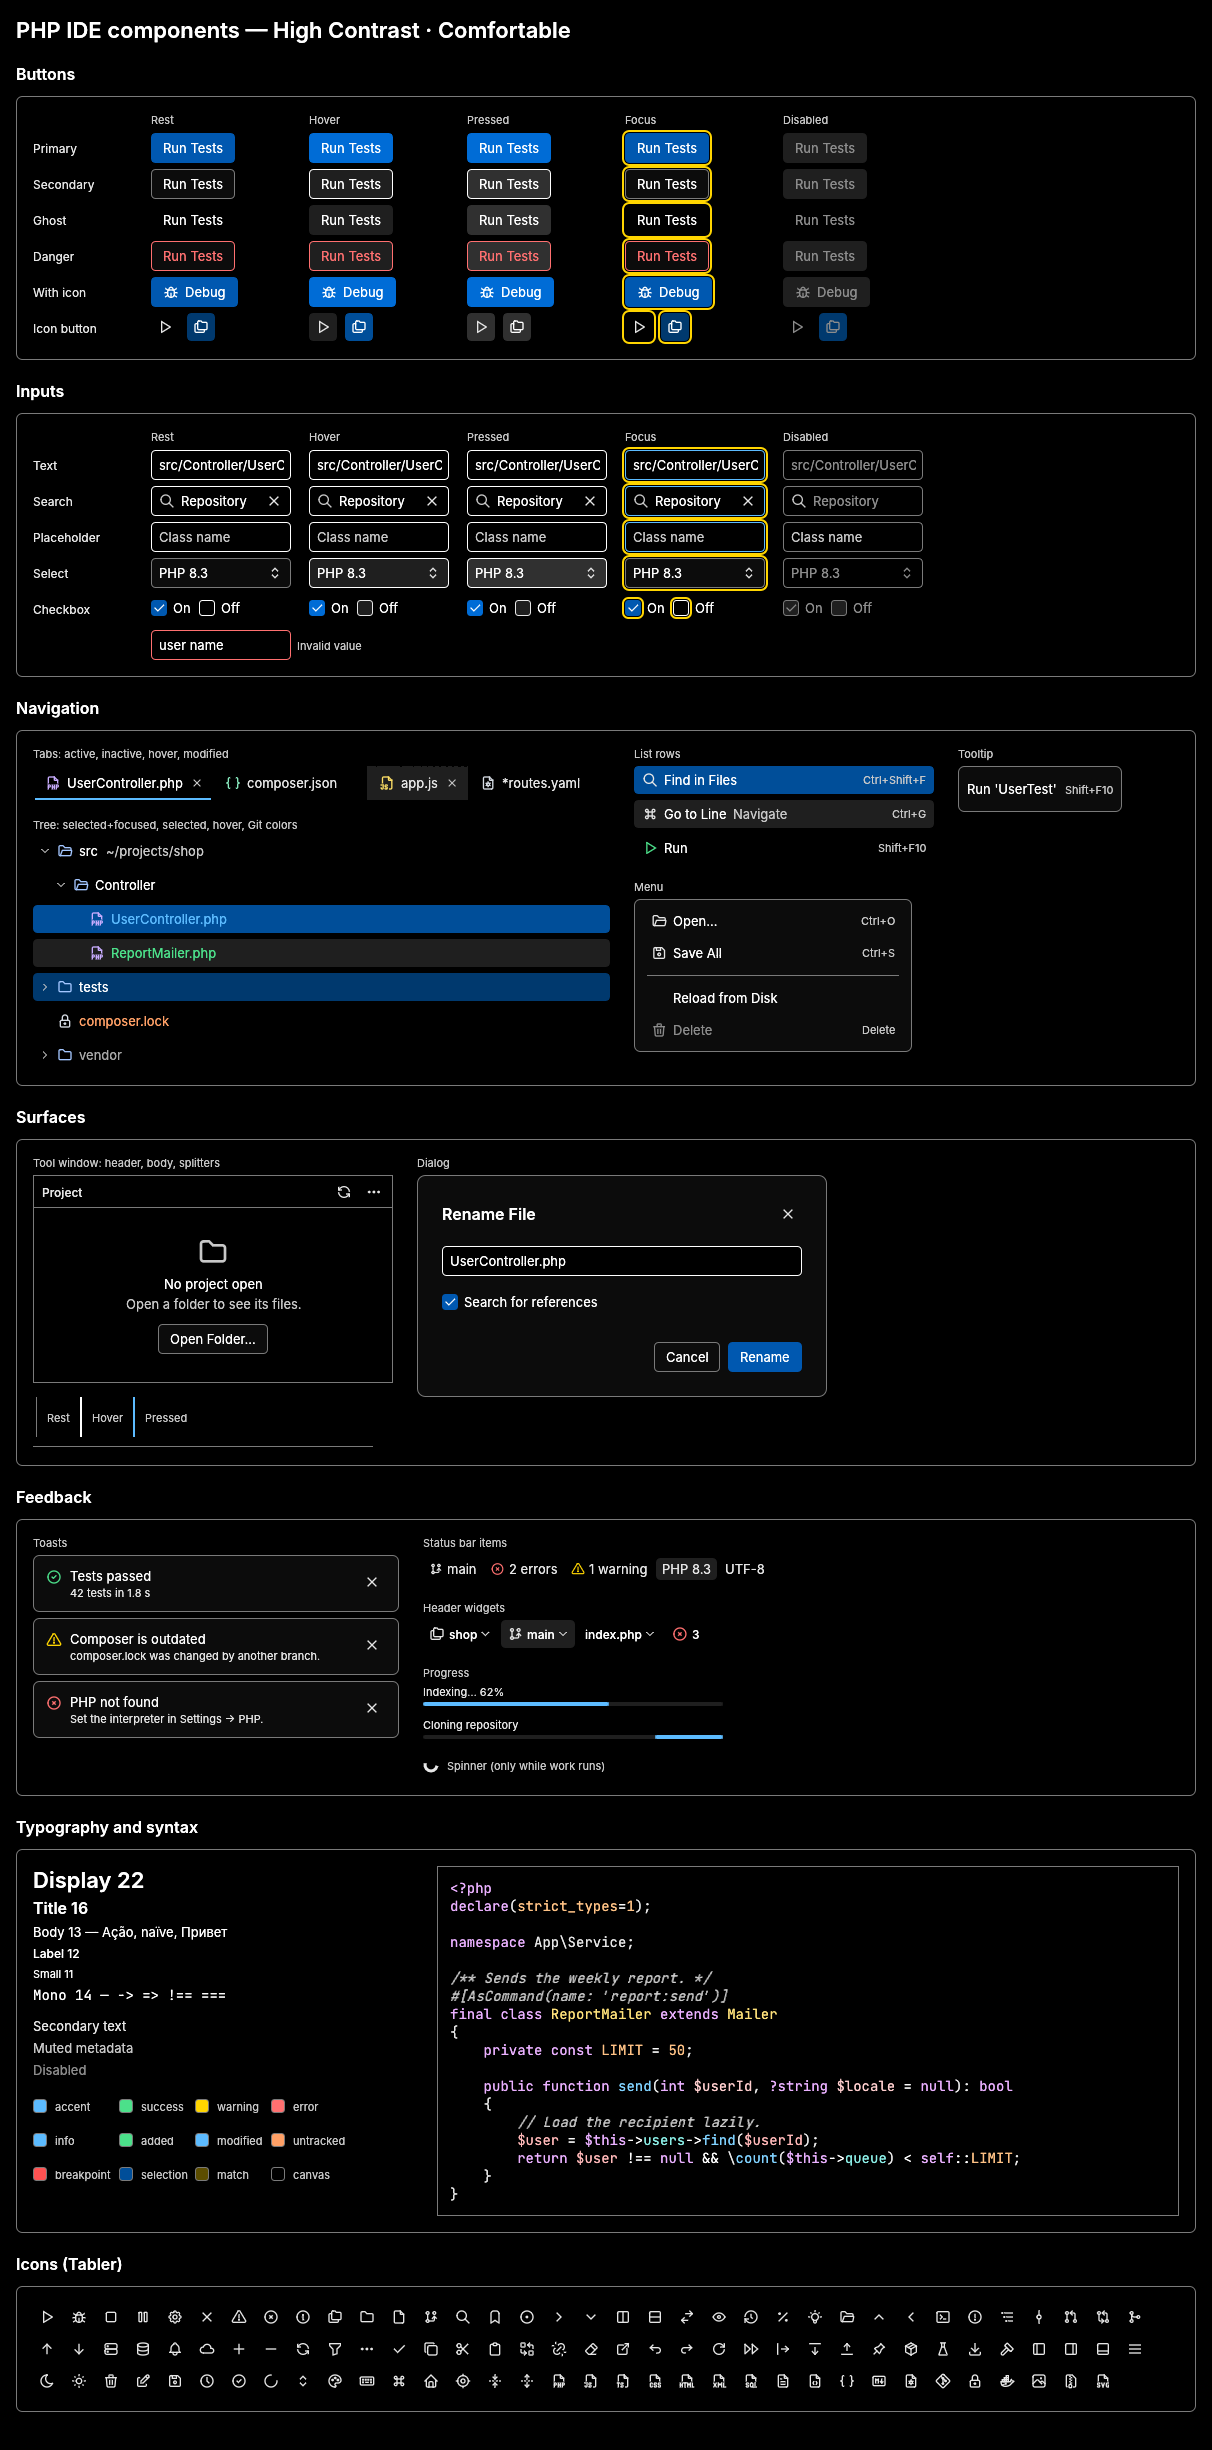 PHP IDE components — High Contrast · Comfortable
Buttons
Rest Hover Pressed Focus Disabled
Primary Run Tests Run Tests Run Tests Run Tests Run Tests
Secondary Run Tests Run Tests Run Tests Run Tests Run Tests
Ghost Run Tests Run Tests Run Tests Run Tests Run Tests
Danger Run Tests Run Tests Run Tests Run Tests Run Tests
With icon Debug Debug Debug Debug Debug
Icon button
Inputs
Rest Hover Pressed Focus Disabled
Text src/Controller/UserC src/Controller/UserC src/Controller/UserC src/Controller/UserC src/Controller/UserC
Search Repository Repository Repository Repository Repository
Placeholder Class name Class name Class name Class name Class name
Select PHP 8.3 PHP 8.3 PHP 8.3 PHP 8.3 PHP 8.3
Checkbox On Off On Off On Off On Off On Off
user name Invalid value
Navigation
Tabs: active, inactive, hover, modified
UserController.php composer.json app.js *routes.yaml
Tree: selected+focused, selected, hover, Git colors
src ~/projects/shop
Controller
UserController.php
ReportMailer.php
tests
composer.lock
vendor
List rows
Find in Files Ctrl+Shift+F
Go to Line Navigate Ctrl+G
Run Shift+F10
Menu
Open... Ctrl+O
Save All Ctrl+S
Reload from Disk
Delete Delete
Tooltip
Run 'UserTest' Shift+F10
Surfaces
Tool window: header, body, splitters
Project
No project open
Open a folder to see its files.
Open Folder...
Rest Hover Pressed
Dialog
Rename File
UserController.php
Search for references
Cancel Rename
Feedback
Toasts
Tests passed
42 tests in 1.8 s
Composer is outdated
composer.lock was changed by another branch.
PHP not found
Set the interpreter in Settings → PHP.
Status bar items
main 2 errors 1 warning PHP 8.3 UTF-8
Header widgets
shop main index.php 3
Progress
Indexing... 62%
Cloning repository
Spinner (only while work runs)
Typography and syntax
Display 22
Title 16
Body 13 — Ação, naïve, Привет
Label 12
Small 11
Mono 14 — -> => !== ===
Secondary text
Muted metadata
Disabled
accent success warning error
info added modified untracked
breakpoint selection match canvas
<?php
declare(strict_types=1);
namespace App\Service;
/** Sends the weekly report. */
#[AsCommand(name: 'report:send')]
final class ReportMailer extends Mailer
{
private const LIMIT = 50;
public function send(int $userId, ?string $locale = null): bool
{
// Load the recipient lazily.
$user = $this->users->find($userId);
return $user !== null && \count($this->queue) < self::LIMIT;
}
}
Icons (Tabler)